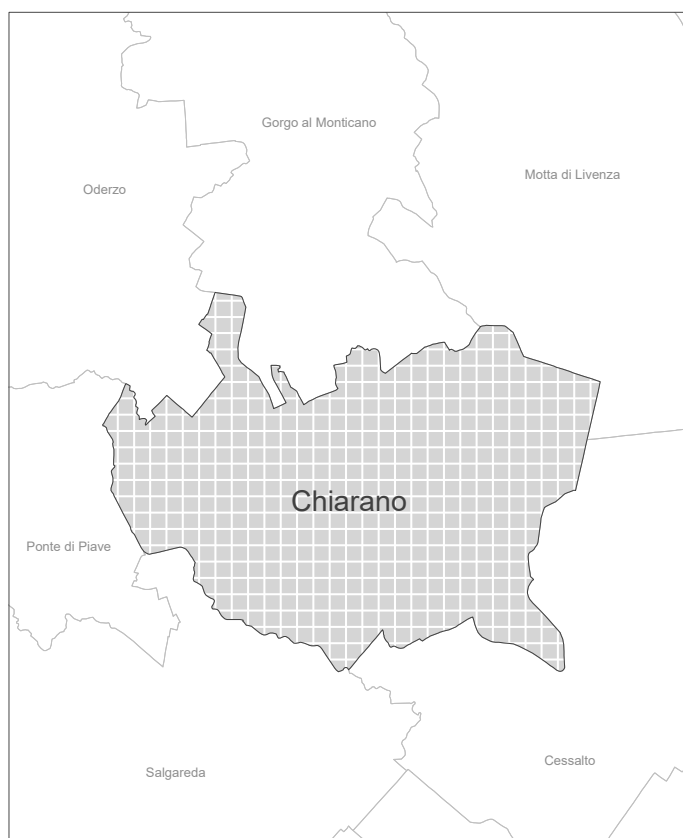 Gorgo al Monticano
Motta di Livenza
Oderzo
Chiarano
Ponte di Piave
Cessalto
Salgareda